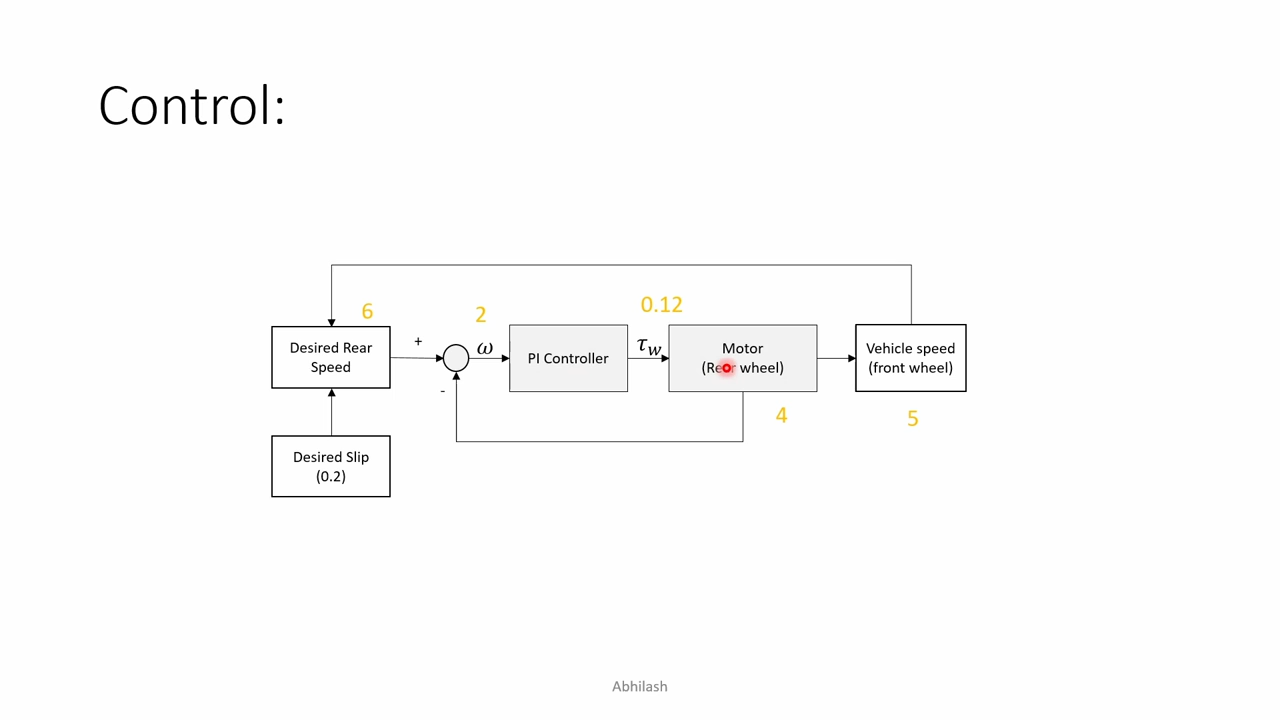 Control:
6
2
0.12
Desired Rear
Speed
+
-
ω
PI Controller
τw
Motor
(Rear wheel)
Vehicle speed
(front wheel)
4
5
Desired Slip
(0.2)
Abhilash